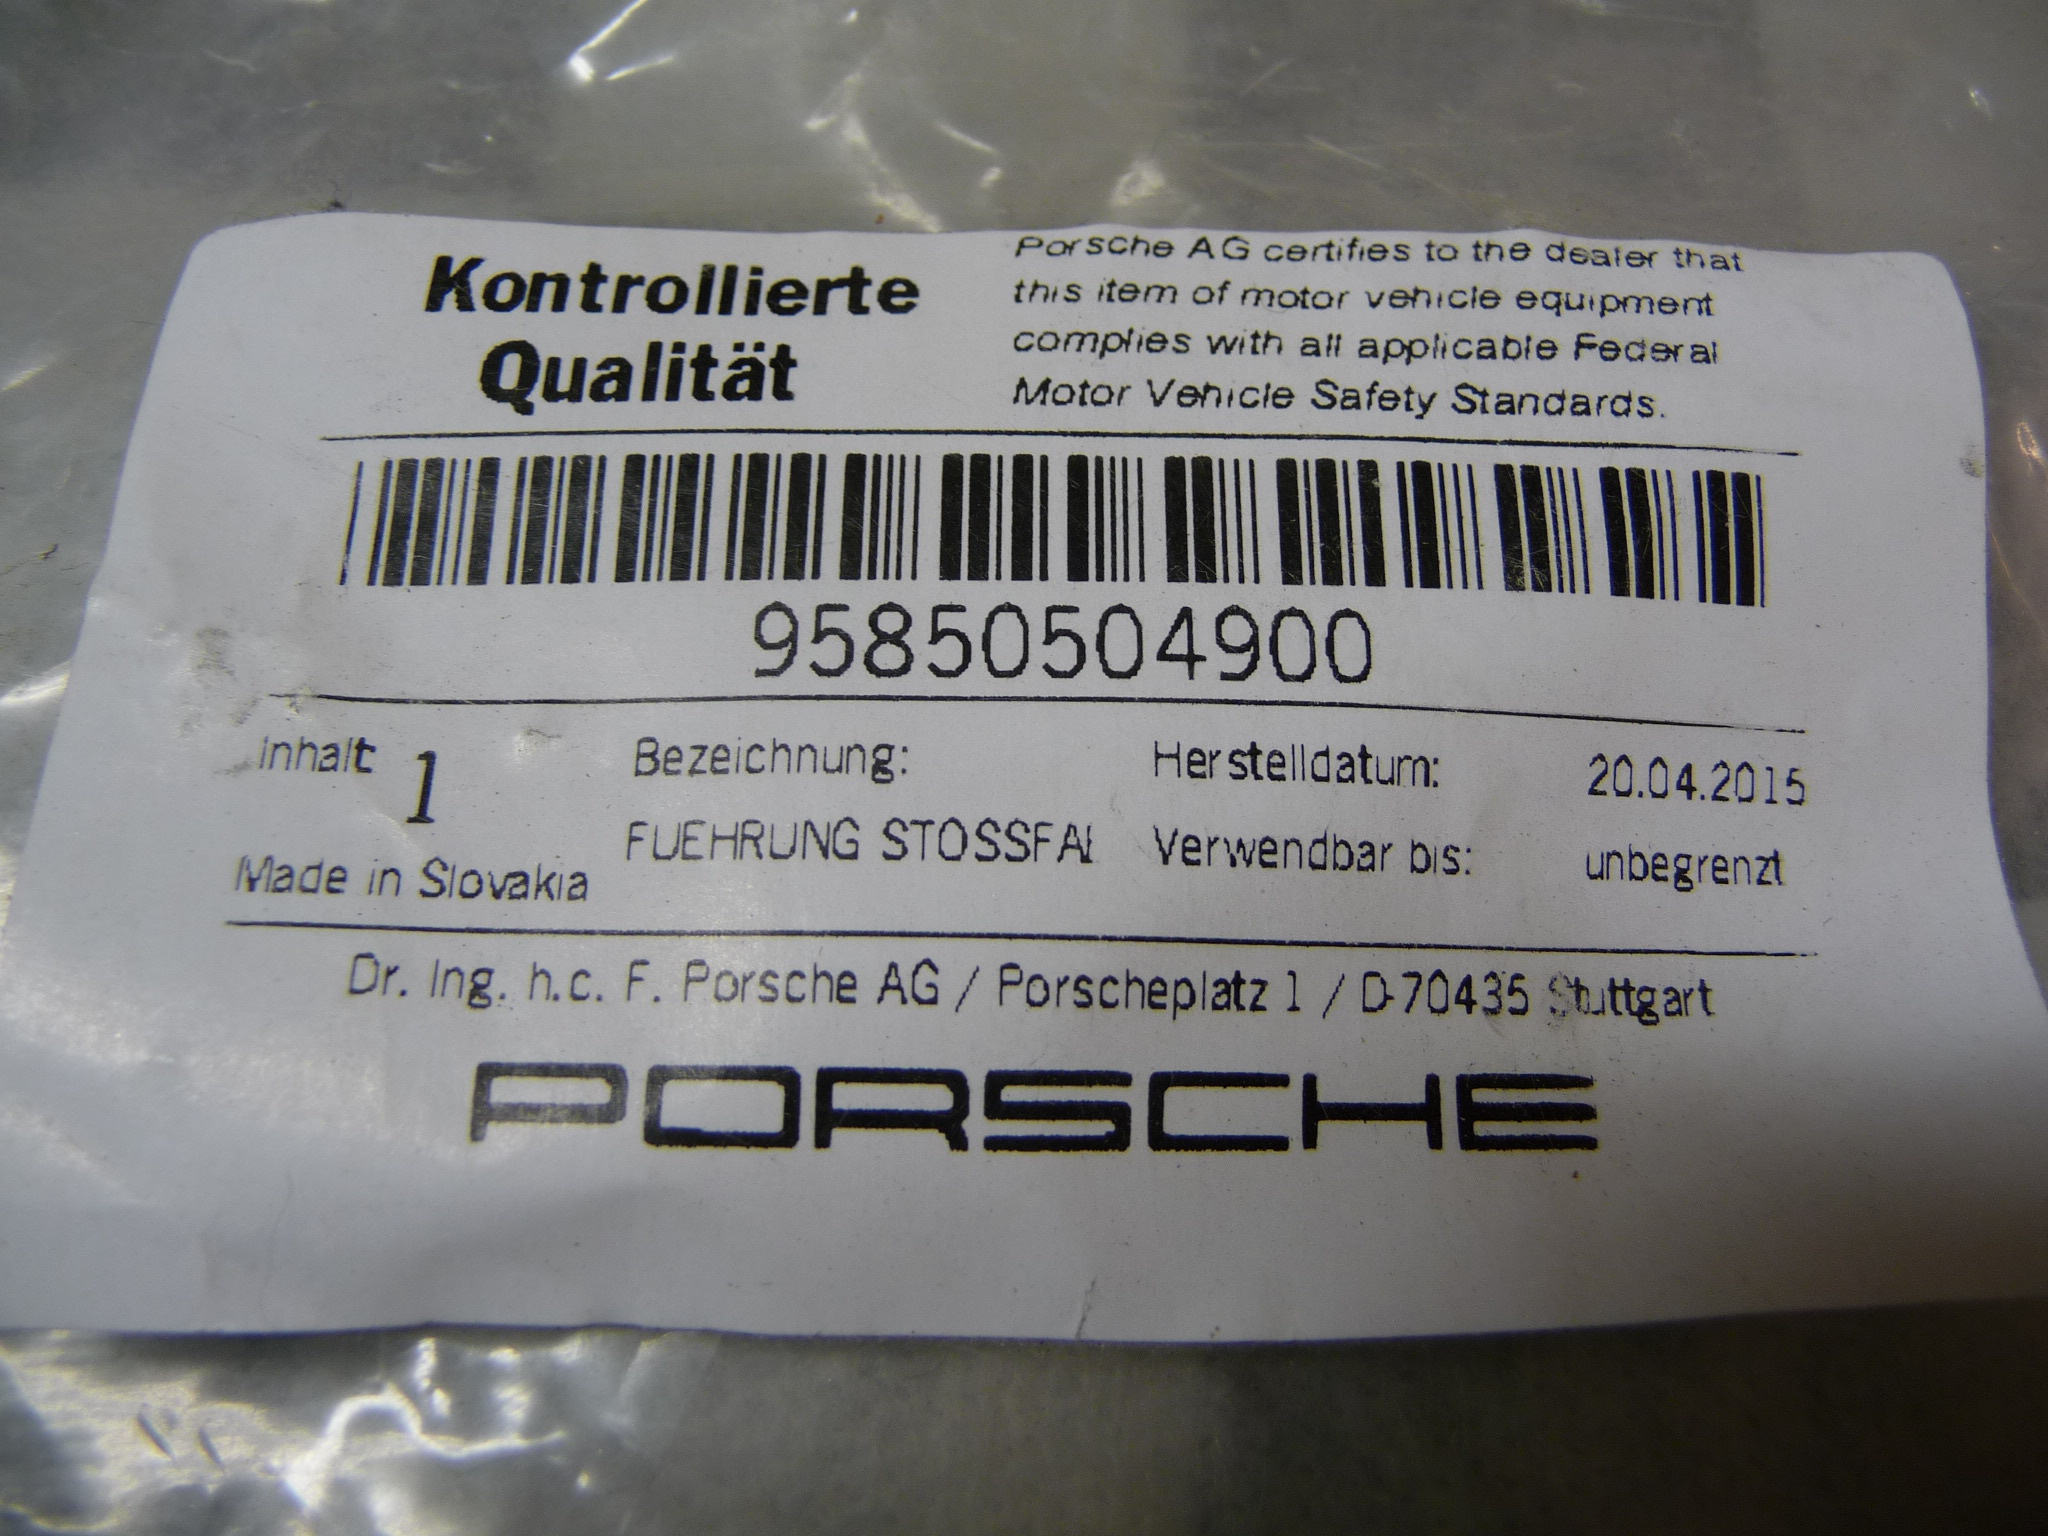 Kontrollierte
Qualität
Porsche AG certifies to the dealer that
this item of motor vehicle equipment
complies with all applicable Federal
Motor Vehicle Safety Standards.
95850504900
Inhalt 1
Made in Slovakia
Bezeichnung:
FUEHRUNG STOSSFAE
Herstelldatum: 20.04.2015
Verwendbar bis: unbegrenzt
Dr. Ing. h.c. F. Porsche AG / Porscheplatz 1 / D-70435 Stuttgart
PORSCHE